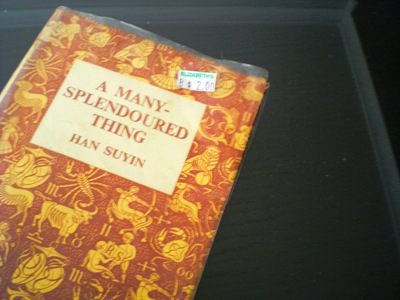 ELIZABETH'S
B $ 2.00
A MANY-
SPLENDOURED
THING
HAN SUYIN